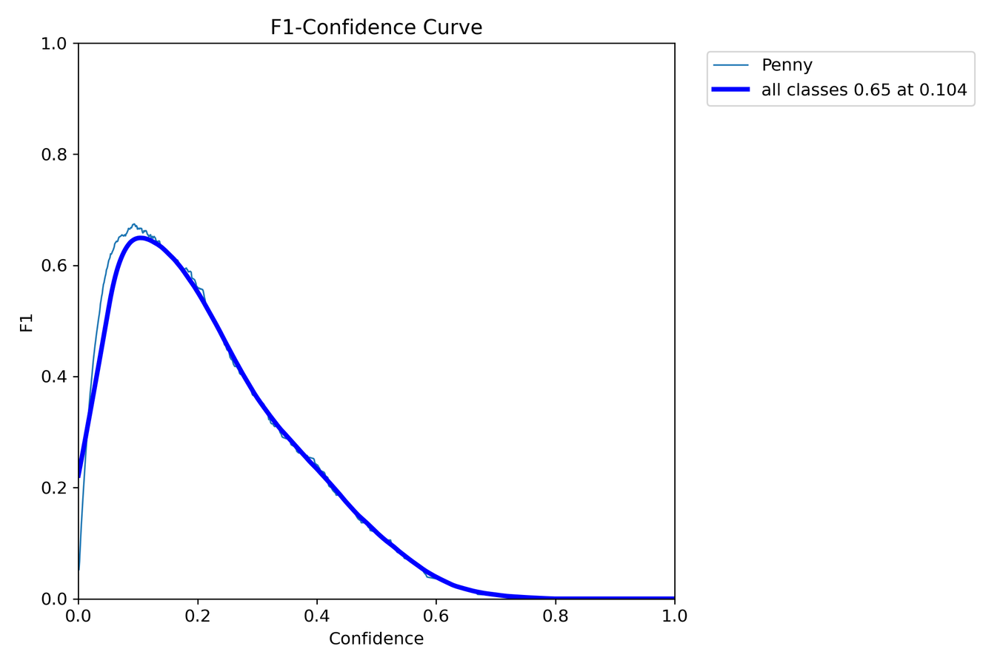 F1-Confidence Curve
Penny
all classes 0.65 at 0.104
1.0
0.8
0.6
0.4
0.2
0.0
F1
0.0 0.2 0.4 0.6 0.8 1.0
Confidence